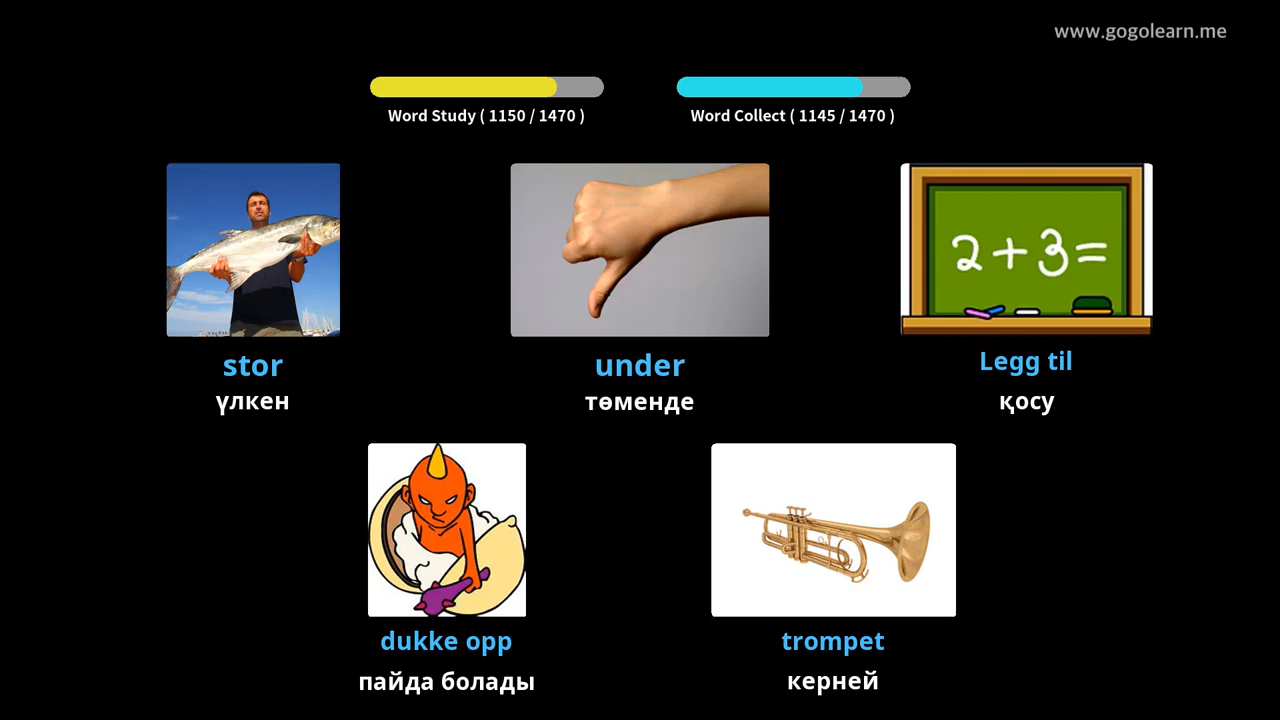 www.gogolearn.me
Word Study ( 1150 / 1470 )
Word Collect ( 1145 / 1470 )
2+3=
stor
under
Legg til
үлкен
төменде
қосу
dukke opp
trompet
пайда болады
керней